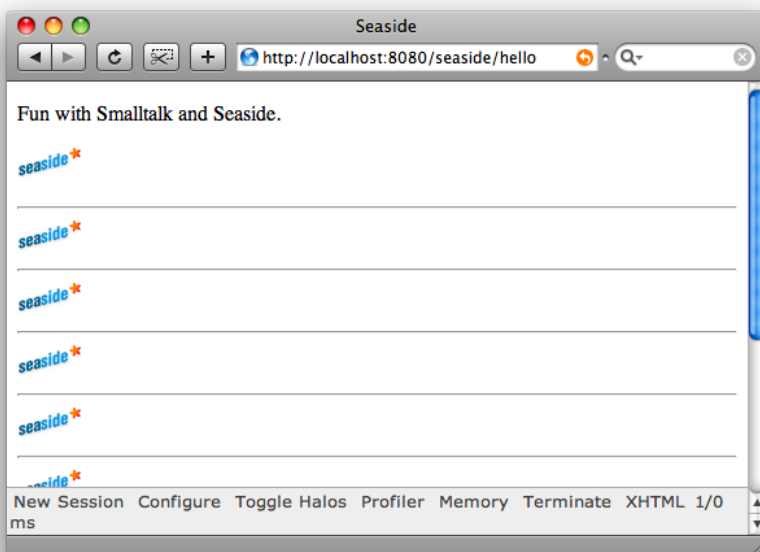 Seaside
http://localhost:8080/seaside/hello
Fun with Smalltalk and Seaside.
seaside
seaside
seaside
seaside
seaside
seaside
New Session Configure Toggle Halos Profiler Memory Terminate XHTML 1/0
ms